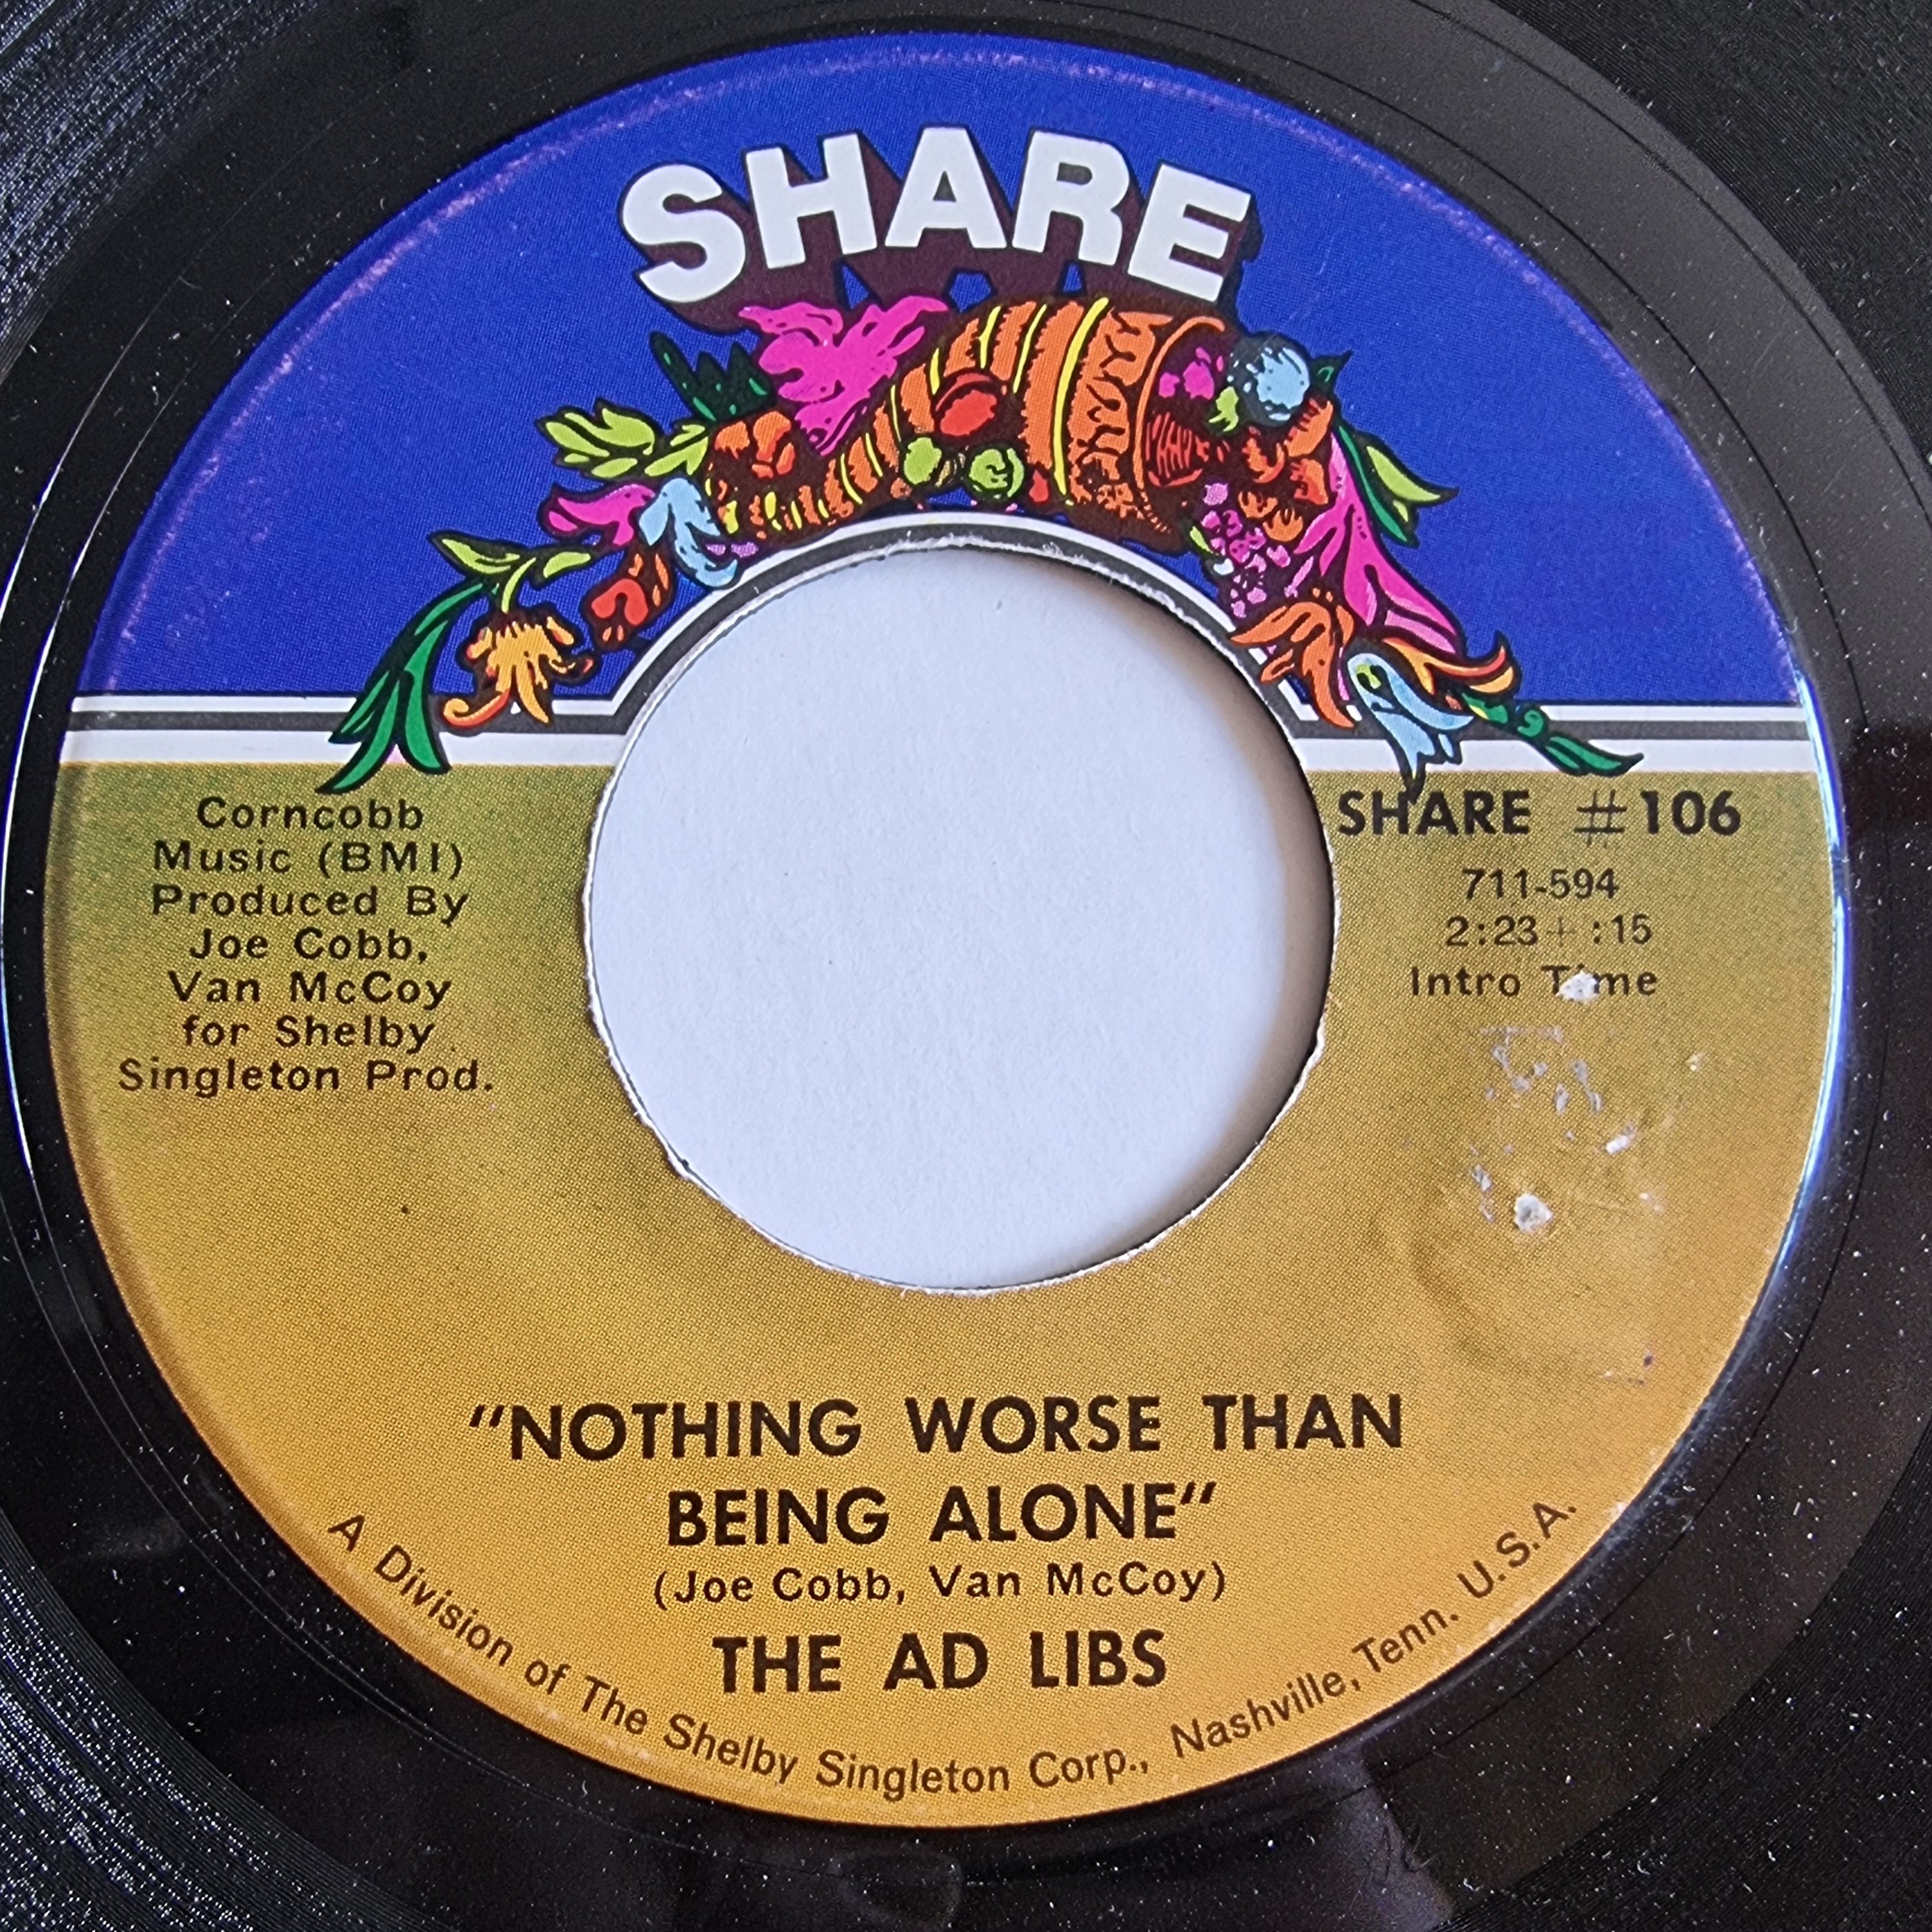 SHARE
Corncobb
Music (BMI)
Produced By
Joe Cobb,
Van McCoy
for Shelby
Singleton Prod.
SHARE #106
711-594
2:23 + :15
Intro Time
"NOTHING WORSE THAN
BEING ALONE"
(Joe Cobb, Van McCoy)
THE AD LIBS
A Division of The Shelby Singleton Corp., Nashville, Tenn. U.S.A.